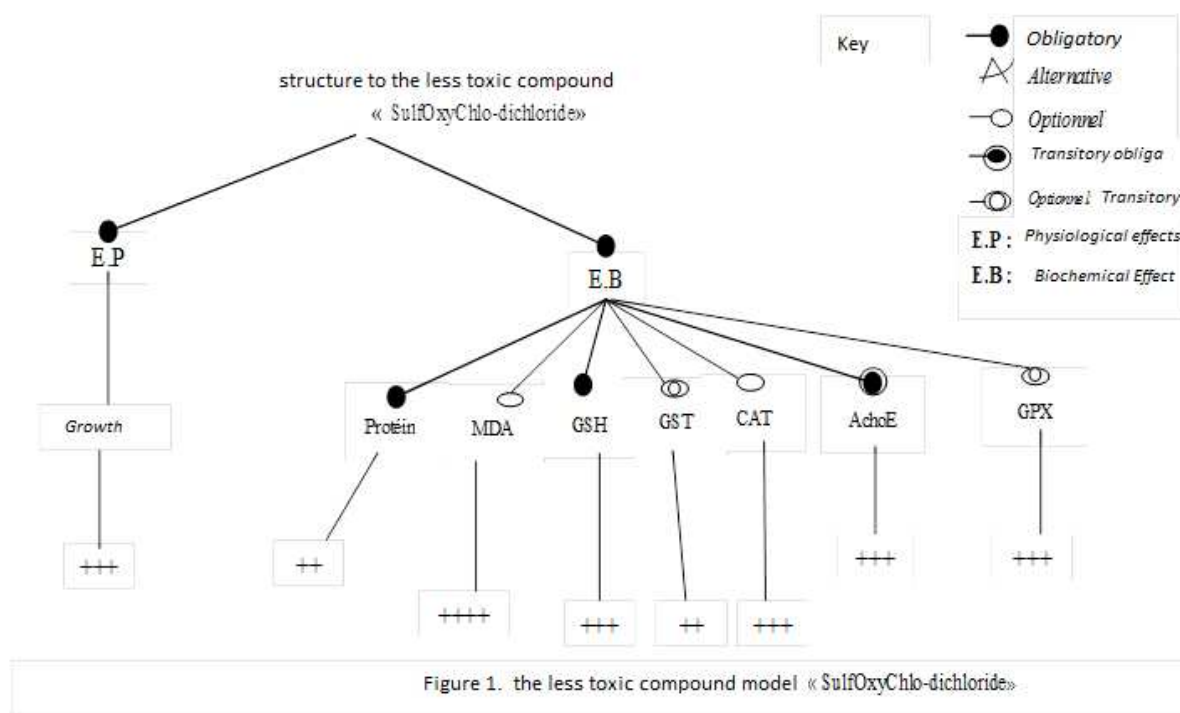 Key
Obligatory
Alternative
Optionnel
Transitory obliga
Optionnel Transitory
E.P : Physiological effects
E.B : Biochemical Effect
structure to the less toxic compound
« SulfOxyChlo-dichloride»
E.P
E.B
Growth
Protéin
MDA
GSH
GST
CAT
AchoE
GPX
+++
++
++++
+++
++
+++
+++
+++
Figure 1. the less toxic compound model « SulfOxyChlo-dichloride»